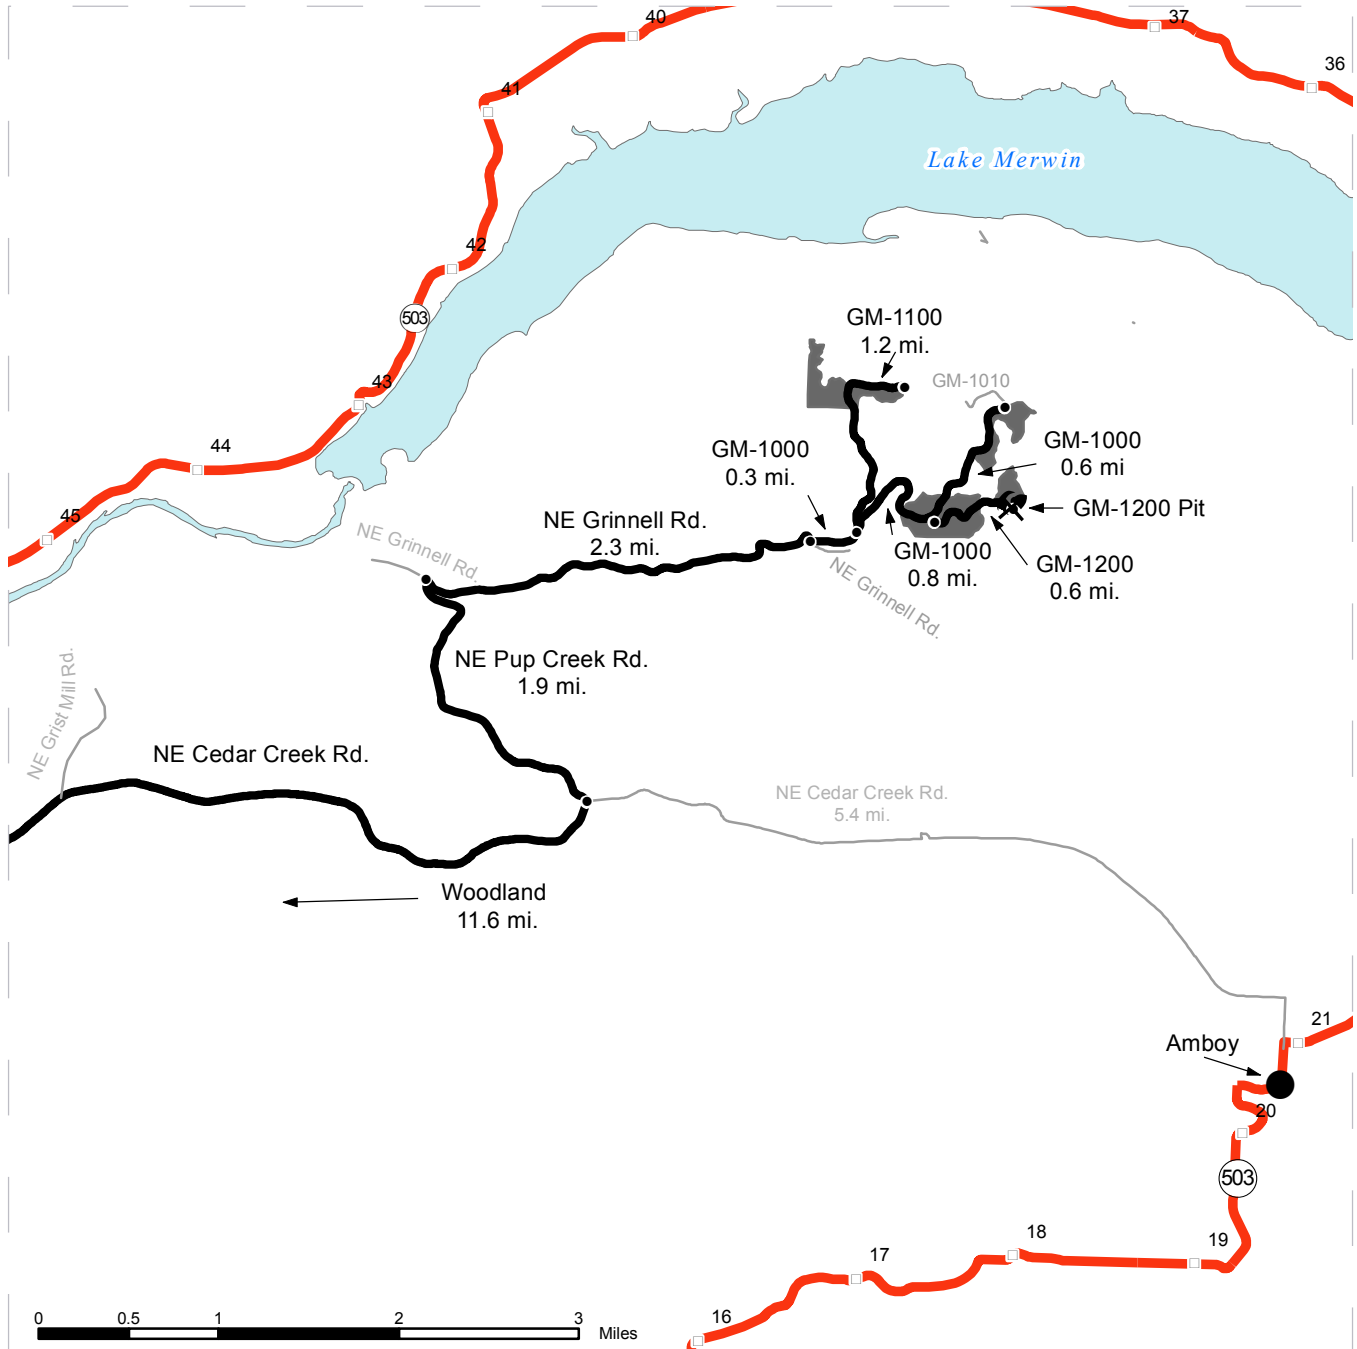 40
37
36
41
Lake Merwin
42
503
GM-1100
1.2 mi.
43
GM-1010
44
GM-1000
0.3 mi.
GM-1000
0.6 mi
45
NE Grinnell Rd.
NE Grinnell Rd.
2.3 mi.
GM-1200 Pit
GM-1000
0.8 mi.
GM-1200
0.6 mi.
NE Grinnell Rd.
NE Pup Creek Rd.
1.9 mi.
NE Grist Mill Rd.
NE Cedar Creek Rd.
NE Cedar Creek Rd.
5.4 mi.
Woodland
11.6 mi.
21
Amboy
20
503
19
18
17
16
0 0.5 1 2 3
Miles